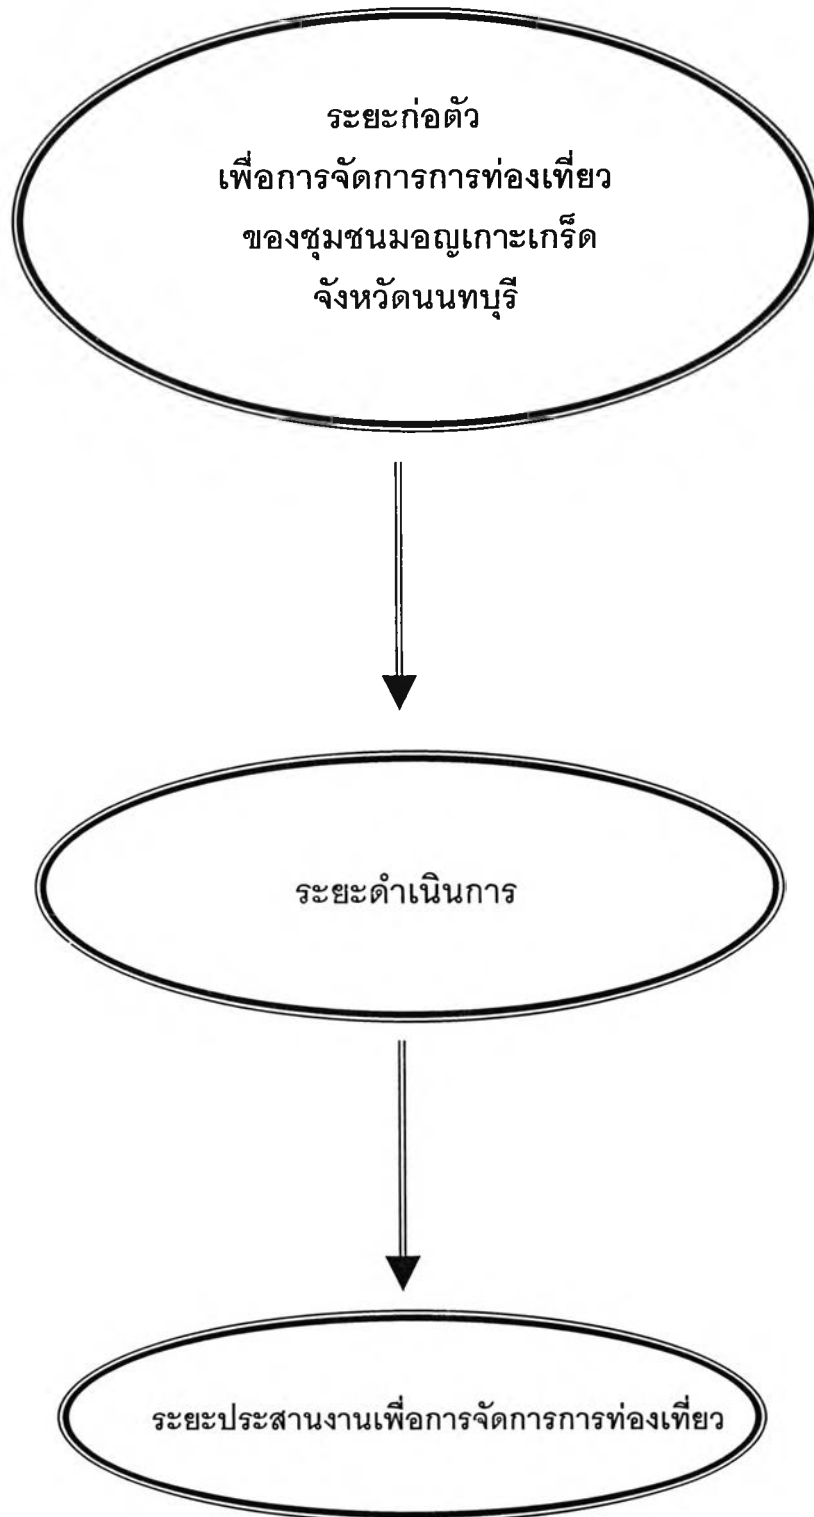 ระยะก่อตัว
เพื่อการจัดการการท่องเที่ยว
ของชุมชนมอญเกาะเกร็ด
จังหวัดนนทบุรี
ระยะดำเนินการ
ระยะประสานงานเพื่อการจัดการการท่องเที่ยว